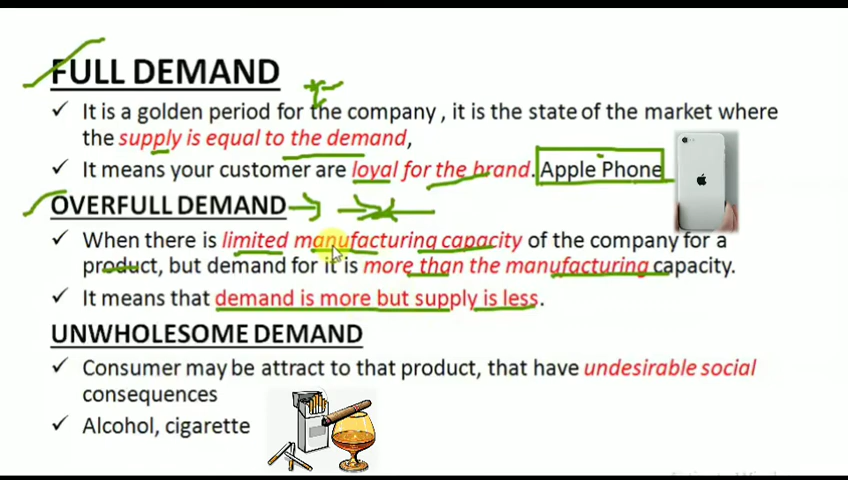 FULL DEMAND
✓ It is a golden period for the company , it is the state of the market where
the supply is equal to the demand,
✓ It means your customer are loyal for the brand. Apple Phone
OVERFULL DEMAND
✓ When there is limited manufacturing capacity of the company for a
product, but demand for it is more than the manufacturing capacity.
✓ It means that demand is more but supply is less.
UNWHOLESOME DEMAND
✓ Consumer may be attract to that product, that have undesirable social
consequences
✓ Alcohol, cigarette